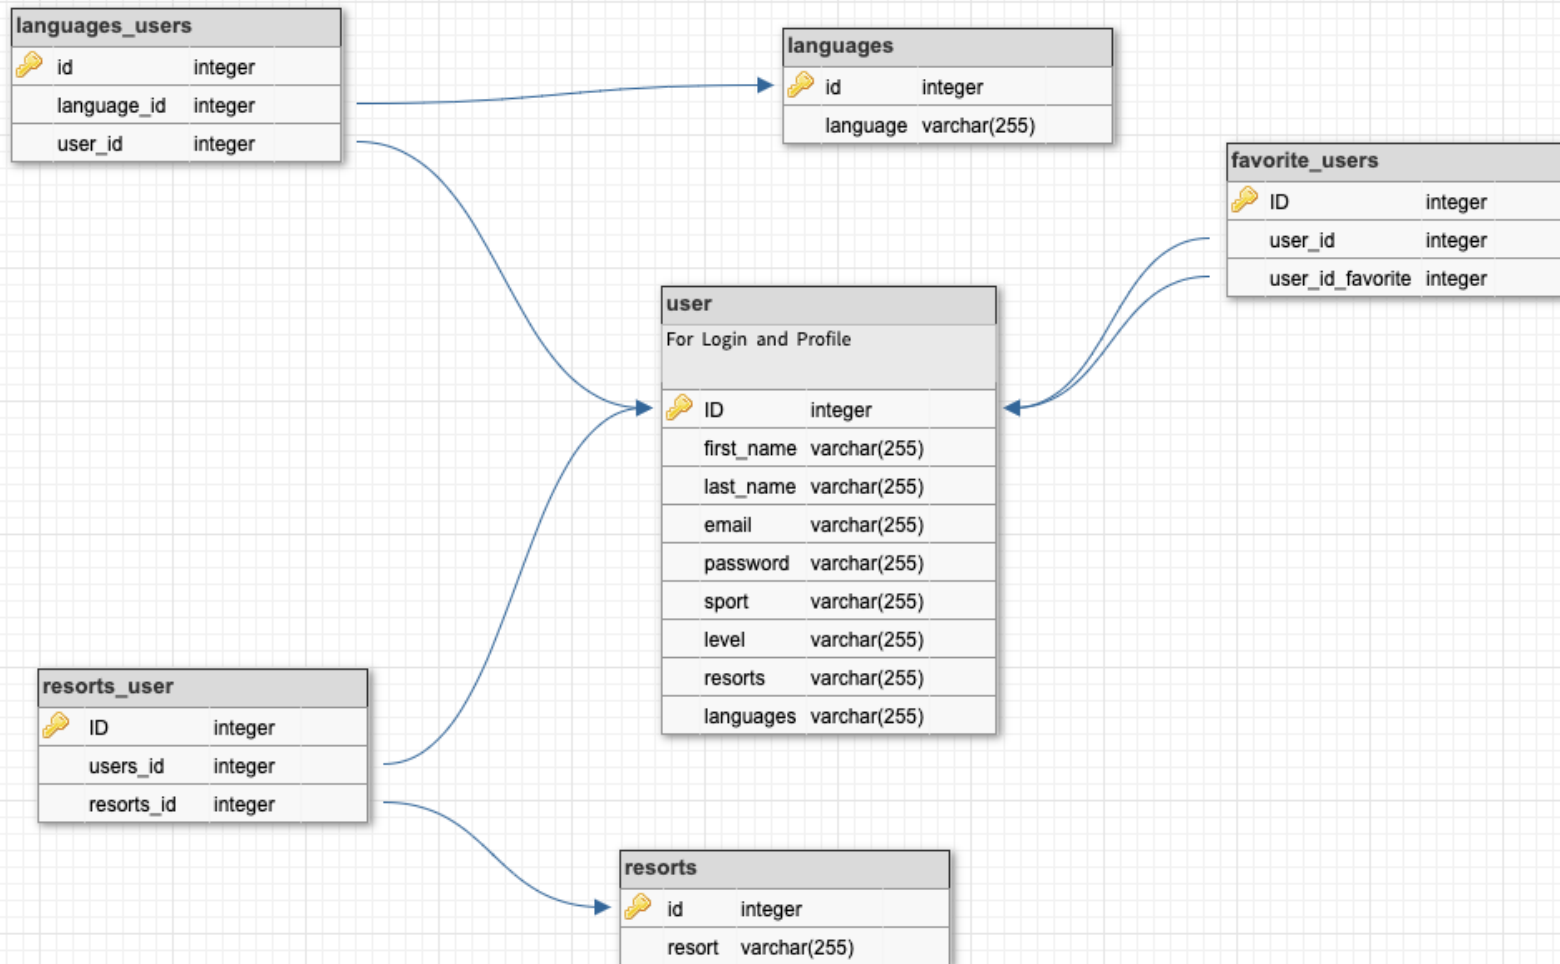 languages_users
id integer
language_id integer
user_id integer
languages
id integer
language varchar(255)
favorite_users
ID integer
user_id integer
user_id_favorite integer
user
For Login and Profile
ID integer
first_name varchar(255)
last_name varchar(255)
email varchar(255)
password varchar(255)
sport varchar(255)
level varchar(255)
resorts varchar(255)
languages varchar(255)
resorts_user
ID integer
users_id integer
resorts_id integer
resorts
id integer
resort varchar(255)